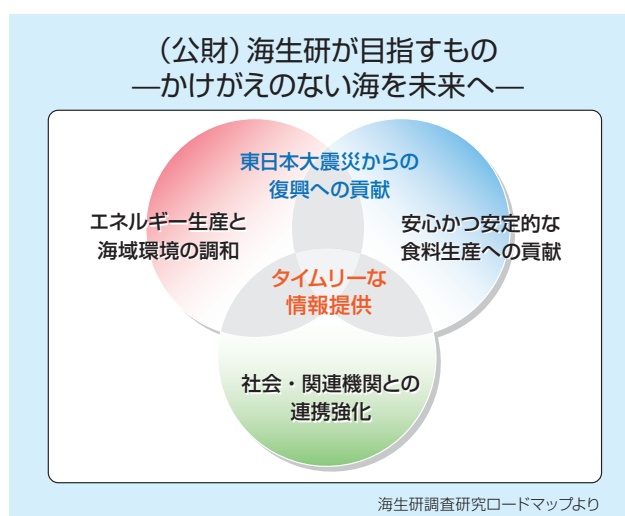 （公財）海生研が目指すもの
―かけがえのない海を未来へ―
東日本大震災からの
復興への貢献
エネルギー生産と
海域環境の調和
安心かつ安定的な
食料生産への貢献
タイムリーな
情報提供
社会・関連機関との
連携強化
海生研調査研究ロードマップより